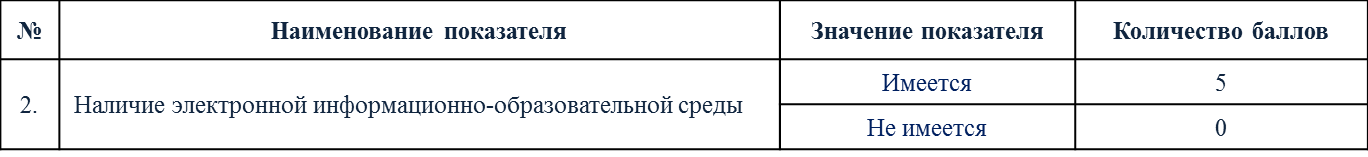 № Наименование показателя Значение показателя Количество баллов
2. Наличие электронной информационно-образовательной среды Имеется 5
Не имеется 0